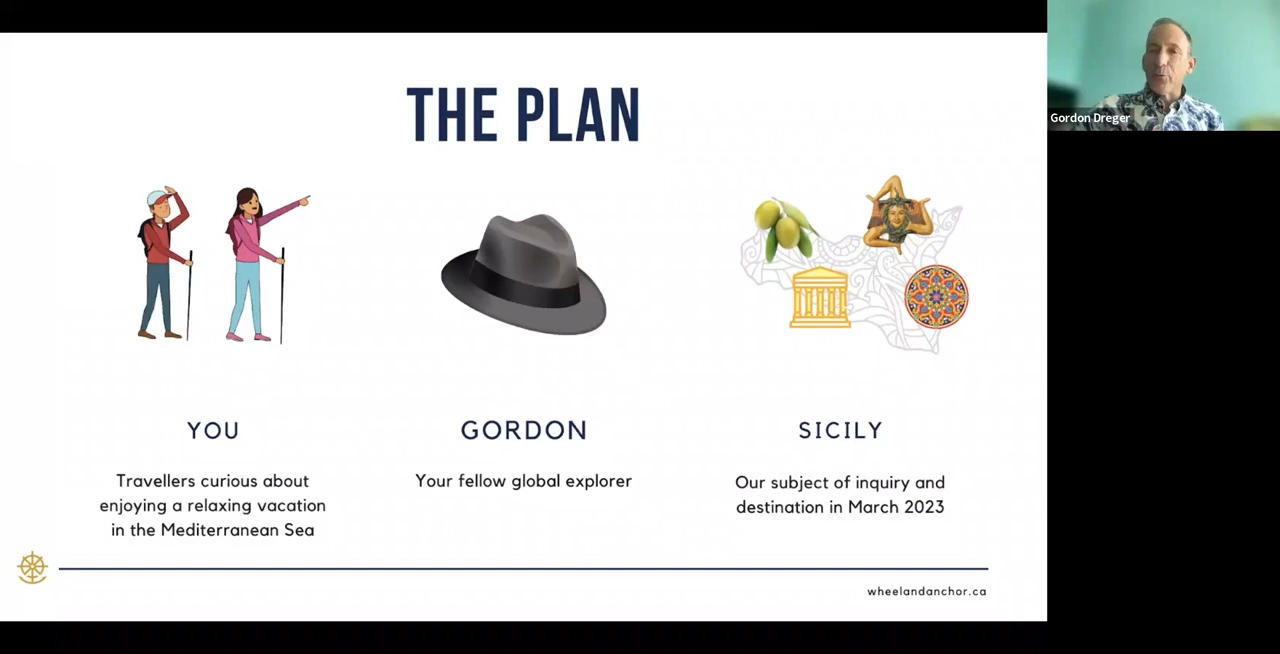 THE PLAN
Gordon Dreger
YOU
Travellers curious about
enjoying a relaxing vacation
in the Mediterranean Sea
GORDON
Your fellow global explorer
SICILY
Our subject of inquiry and
destination in March 2023
wheelandanchor.ca